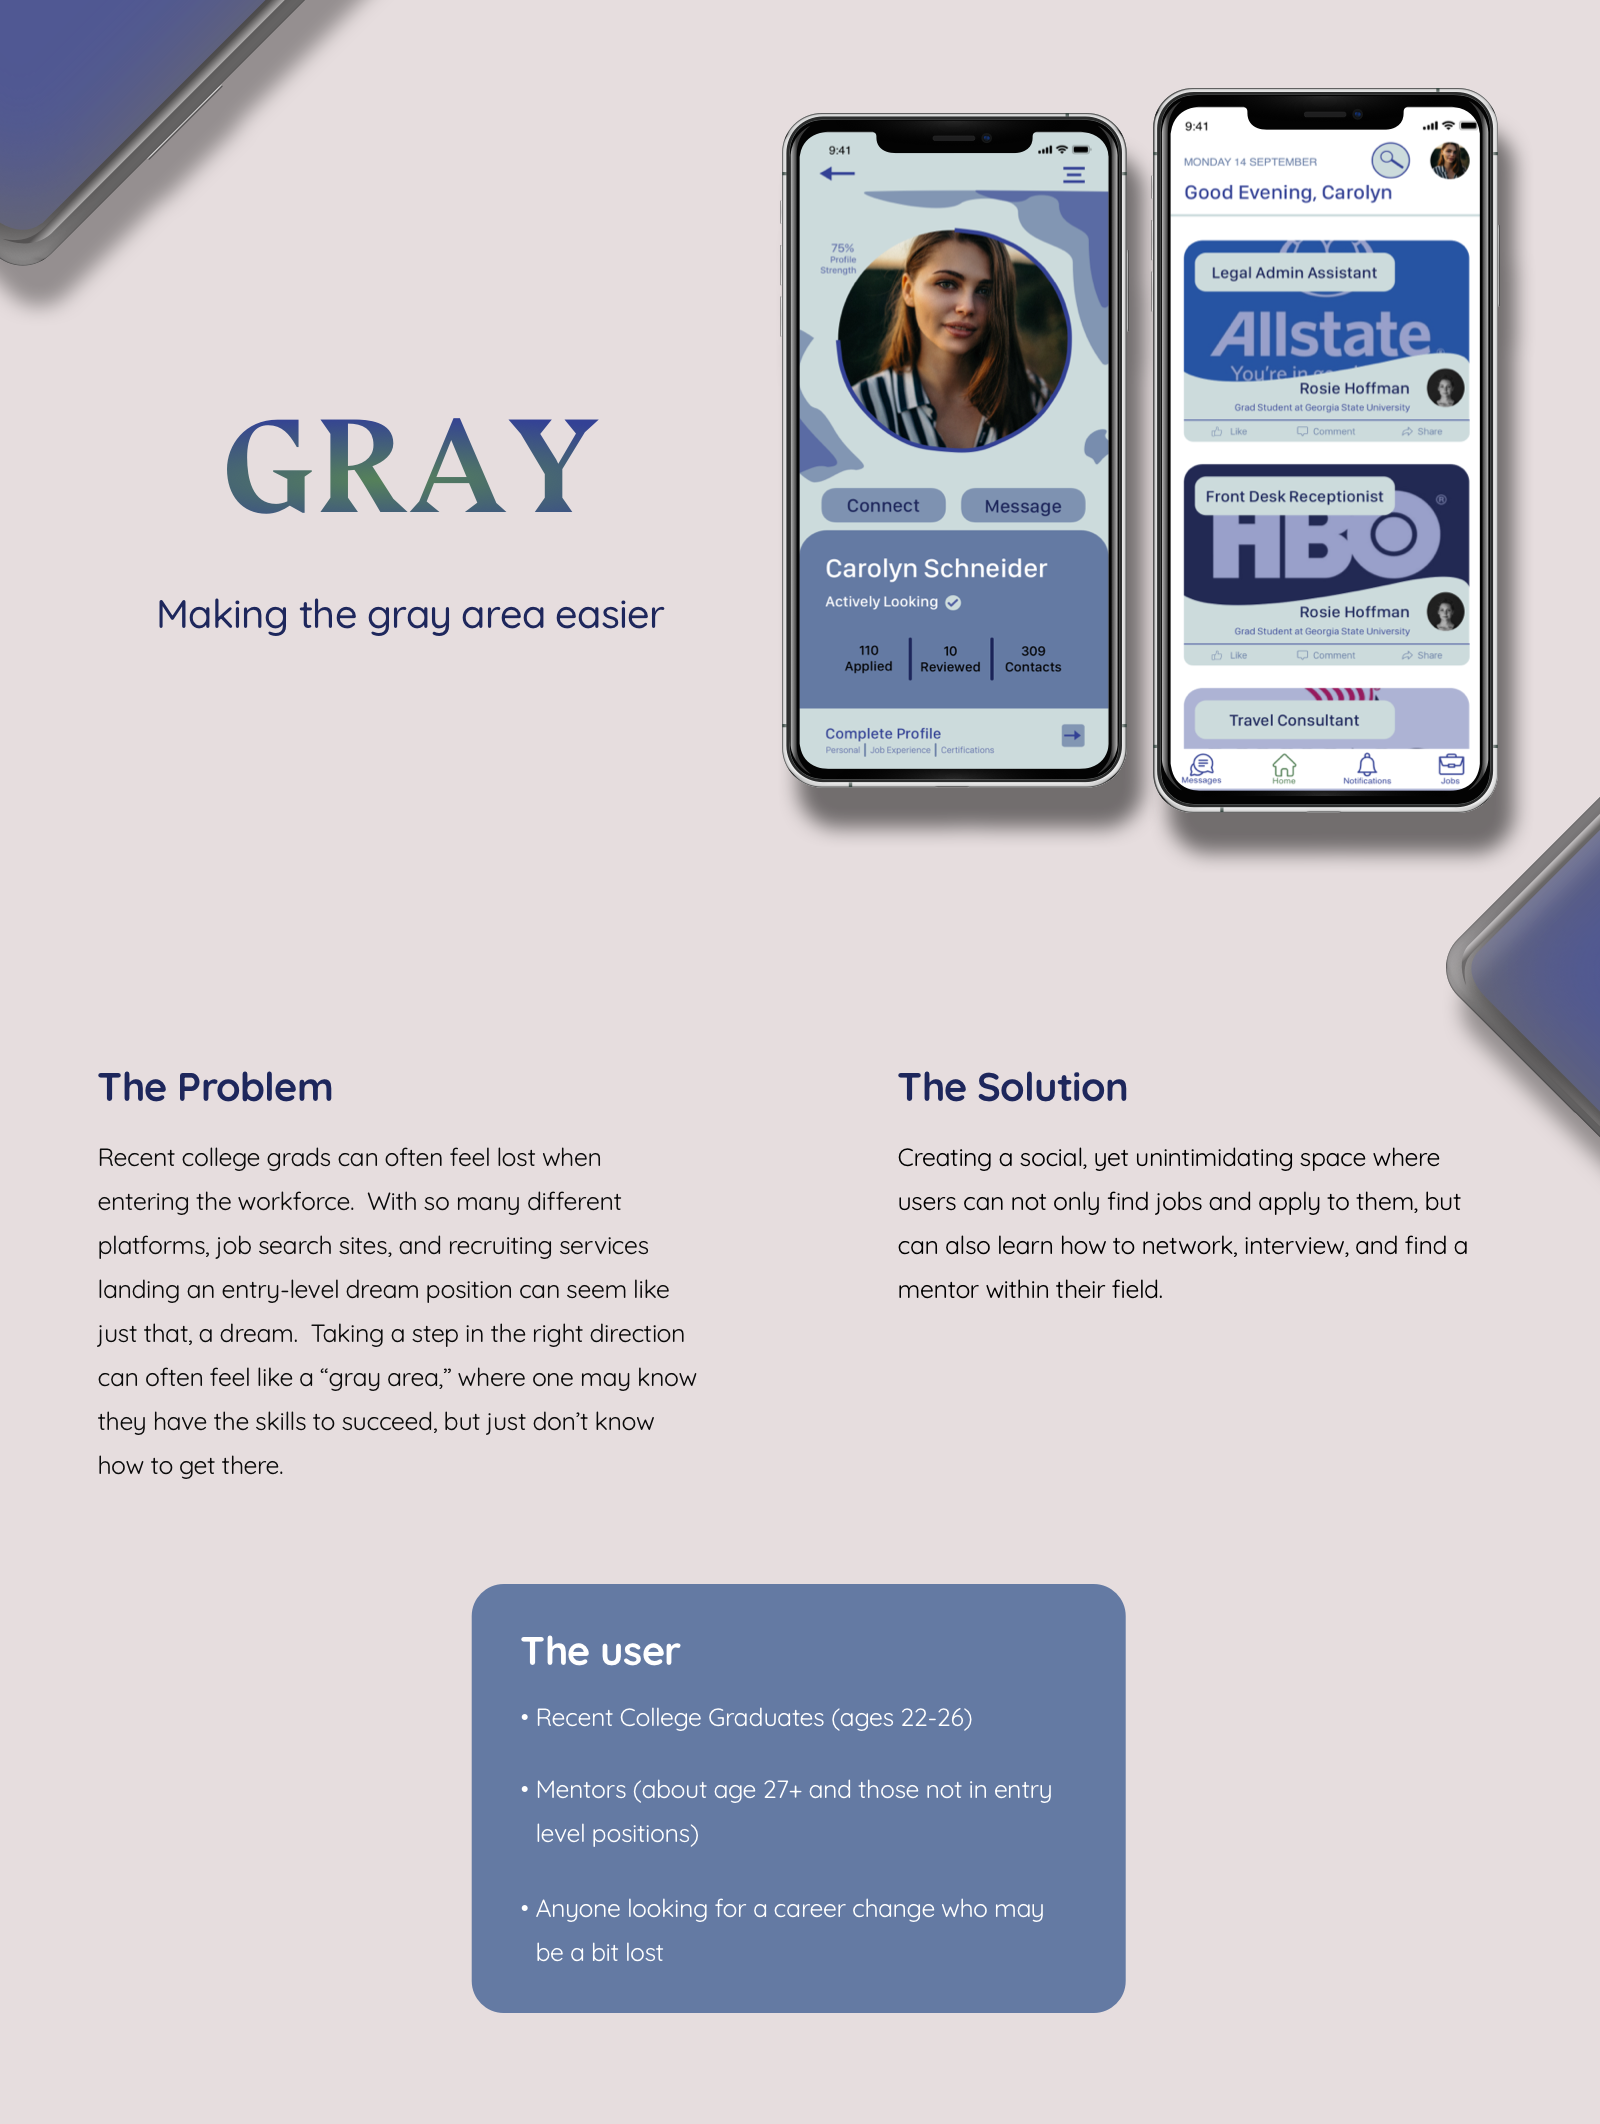 GRAY
Making the gray area easier
9:41
75%
Profile
Strength
Connect
Message
Carolyn Schneider
Actively Looking
110
Applied
10
Reviewed
309
Contacts
Complete Profile
Personal | Job Experience | Certifications
9:41
MONDAY 14 SEPTEMBER
Good Evening, Carolyn
Legal Admin Assistant
Allstate
You're in
Rosie Hoffman
Grad Student at Georgia State University
Like Comment Share
Front Desk Receptionist
HBO®
Rosie Hoffman
Grad Student at Georgia State University
Like Comment Share
Travel Consultant
Messages Home Notifications Jobs
The Problem
Recent college grads can often feel lost when
entering the workforce.  With so many different
platforms, job search sites, and recruiting services
landing an entry-level dream position can seem like
just that, a dream.  Taking a step in the right direction
can often feel like a “gray area,” where one may know
they have the skills to succeed, but just don’t know
how to get there.
The Solution
Creating a social, yet unintimidating space where
users can not only find jobs and apply to them, but
can also learn how to network, interview, and find a
mentor within their field.
The user
• Recent College Graduates (ages 22-26)
• Mentors (about age 27+ and those not in entry
level positions)
• Anyone looking for a career change who may
be a bit lost